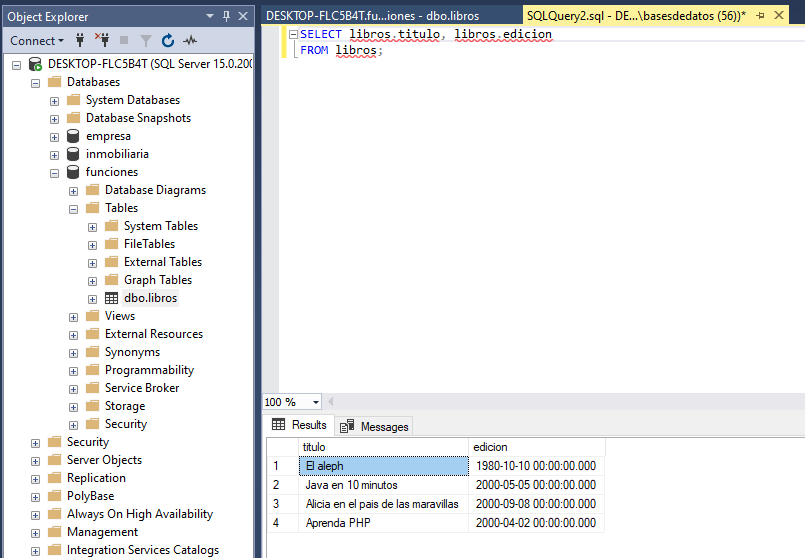 Object Explorer
Connect
DESKTOP-FLC5B4T (SQL Server 15.0.200
Databases
System Databases
Database Snapshots
empresa
inmobiliaria
funciones
Database Diagrams
Tables
System Tables
FileTables
External Tables
Graph Tables
dbo.libros
Views
External Resources
Synonyms
Programmability
Service Broker
Storage
Security
Security
Server Objects
Replication
PolyBase
Always On High Availability
Management
Integration Services Catalogs
DESKTOP-FLC5B4T.fu...iones - dbo.libros
SQLQuery2.sql - DE...\basesdedatos (56))*
SELECT libros.titulo, libros.edicion
FROM libros;
100 %
Results Messages
titulo edicion
1 El aleph 1980-10-10 00:00:00.000
2 Java en 10 minutos 2000-05-05 00:00:00.000
3 Alicia en el pais de las maravillas 2000-09-08 00:00:00.000
4 Aprenda PHP 2000-04-02 00:00:00.000